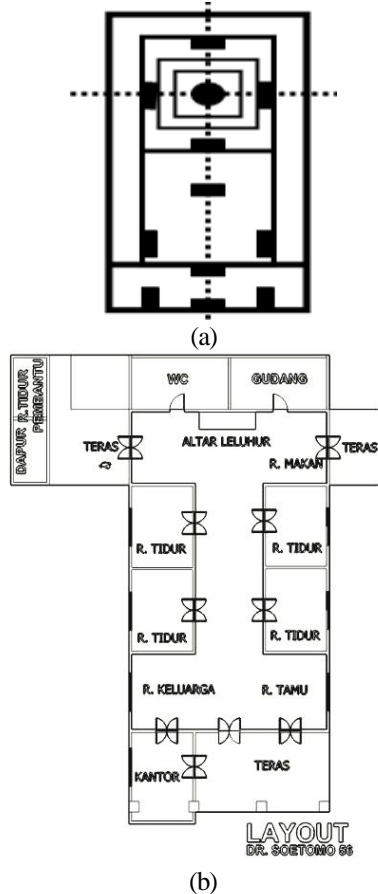 (a)
WC GUDANG
DAPUR R.TIDUR
PEMBANTU
TERAS ALTAR LELUHUR TERAS
R. MAKAN
R. TIDUR R. TIDUR
R. TIDUR R. TIDUR
R. KELUARGA R. TAMU
KANTOR TERAS
LAYOUT
DR. SOETOMO 56
(b)